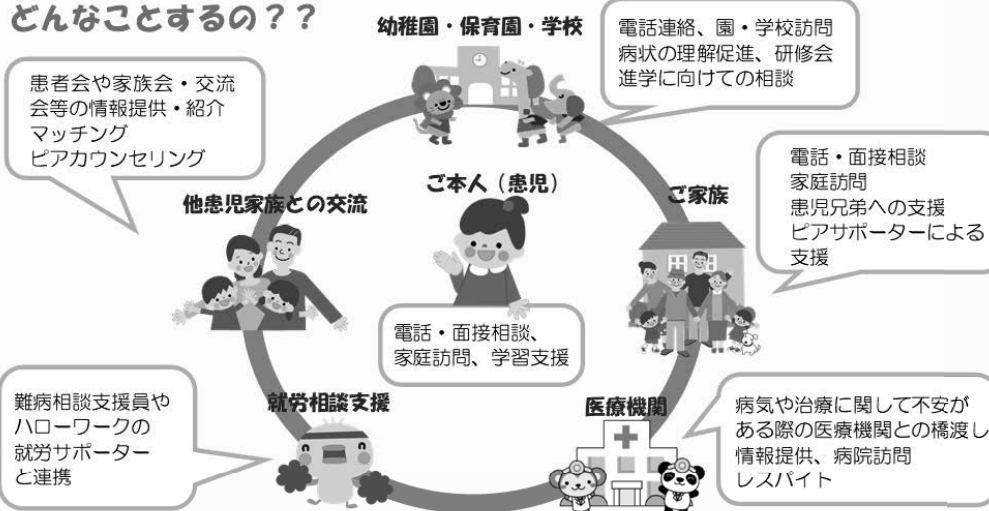 どんなことするの？？
幼稚園・保育園・学校
電話連絡、園・学校訪問
病状の理解促進、研修会
進学に向けての相談
患者会や家族会・交流
会等の情報提供・紹介
マッチング
ピアカウンセリング
他患児家族との交流
ご本人（患児）
電話・面接相談、
家庭訪問、学習支援
ご家族
電話・面接相談
家庭訪問
患児兄弟への支援
ピアサポーターによる
支援
就労相談支援
難病相談支援員や
ハローワークの
就労サポーター
と連携
医療機関
病気や治療に関して不安が
ある際の医療機関との橋渡し
情報提供、病院訪問
レスパイト